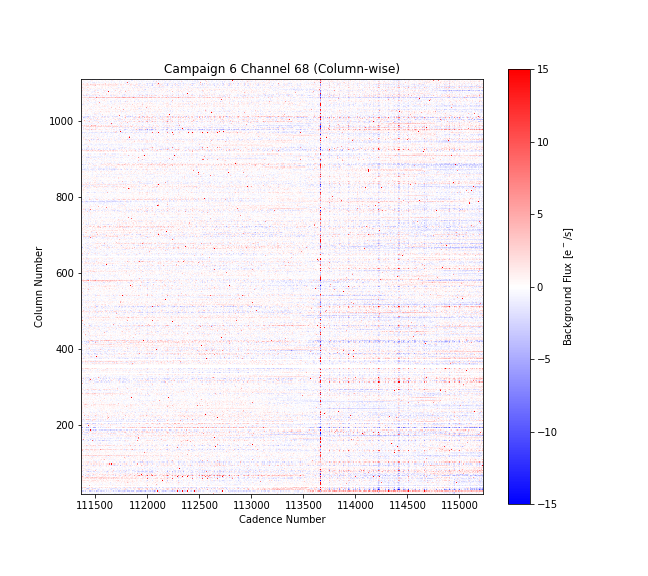 Campaign 6 Channel 68 (Column-wise)
1000
800
600
400
200
Column Number
111500 112000 112500 113000 113500 114000 114500 115000
Cadence Number
15
10
5
0
−5
−10
−15
Background Flux [e⁻/s]